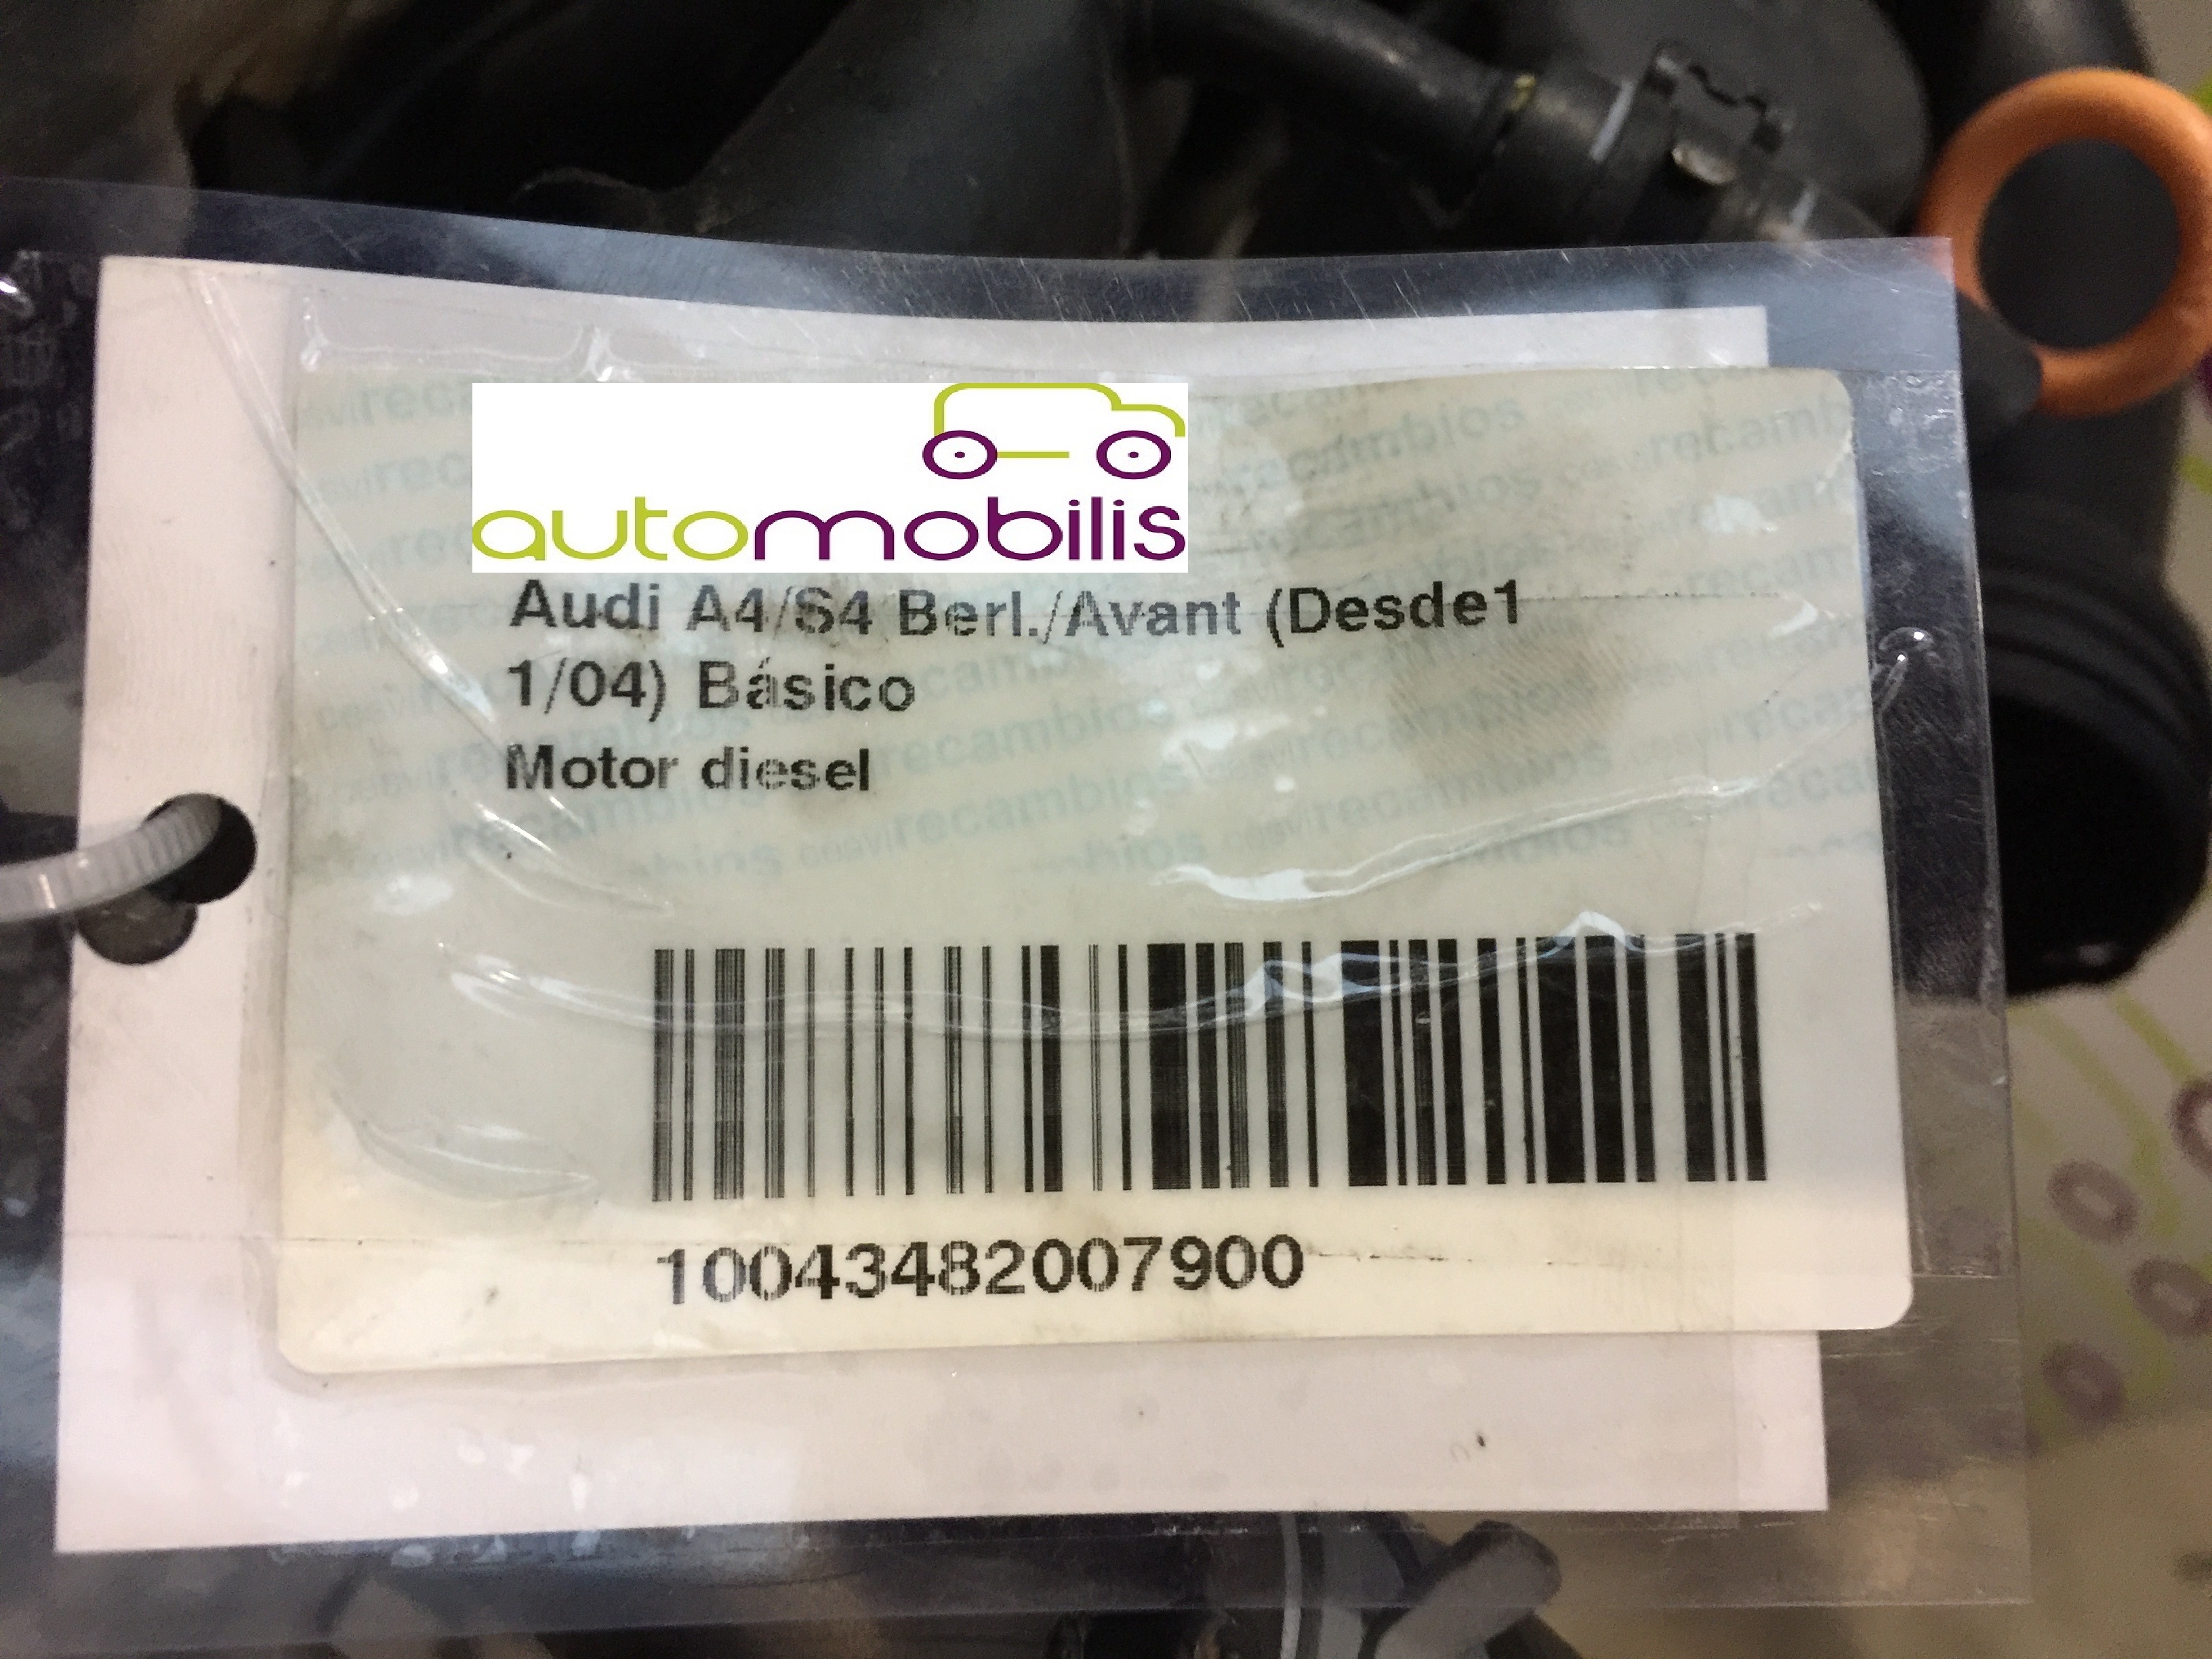 automobilis
Audi A4/S4 Berl./Avant (Desde1
1/04) Básico
Motor diesel
10043482007900